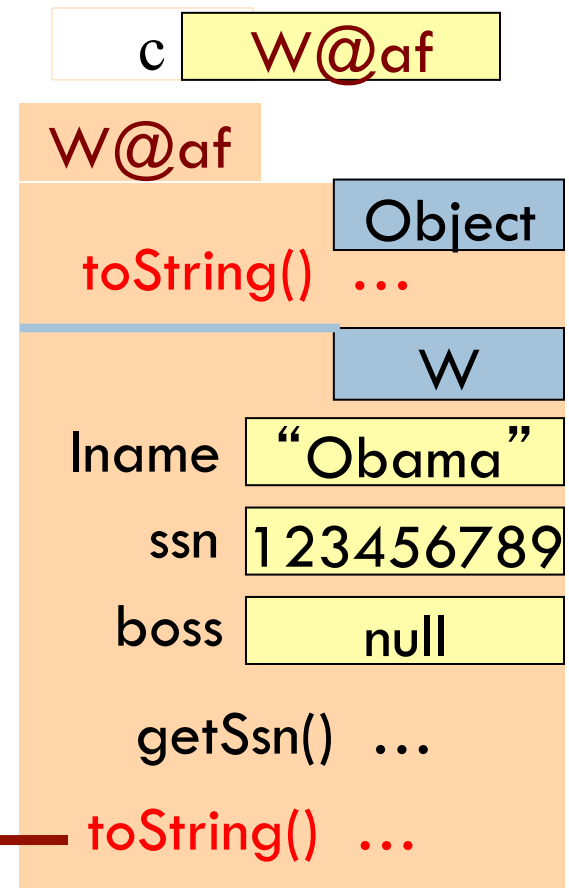 c W@af
W@af
Object
toString() ...
W
lname “Obama”
ssn 123456789
boss null
getSsn() ...
toString() ...